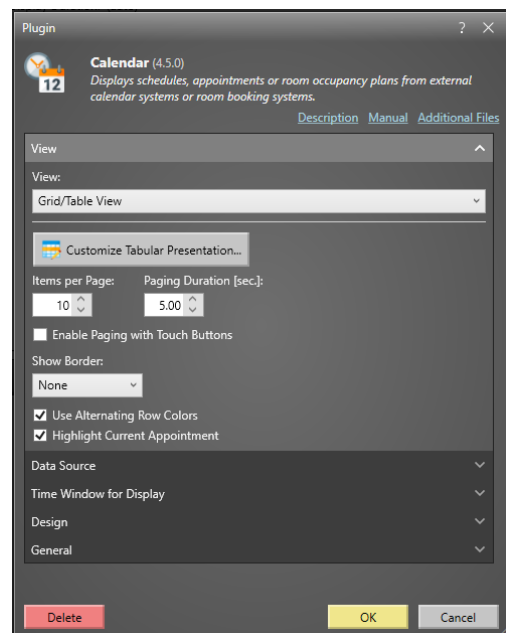 Plugin
?
12
Calendar (4.5.0)
Displays schedules, appointments or room occupancy plans from external
calendar systems or room booking systems.
Description Manual Additional Files
View
View:
Grid/Table View
Customize Tabular Presentation...
Items per Page: Paging Duration [sec.]:
10 5.00
Enable Paging with Touch Buttons
Show Border:
None
Use Alternating Row Colors
Highlight Current Appointment
Data Source
Time Window for Display
Design
General
Delete OK Cancel